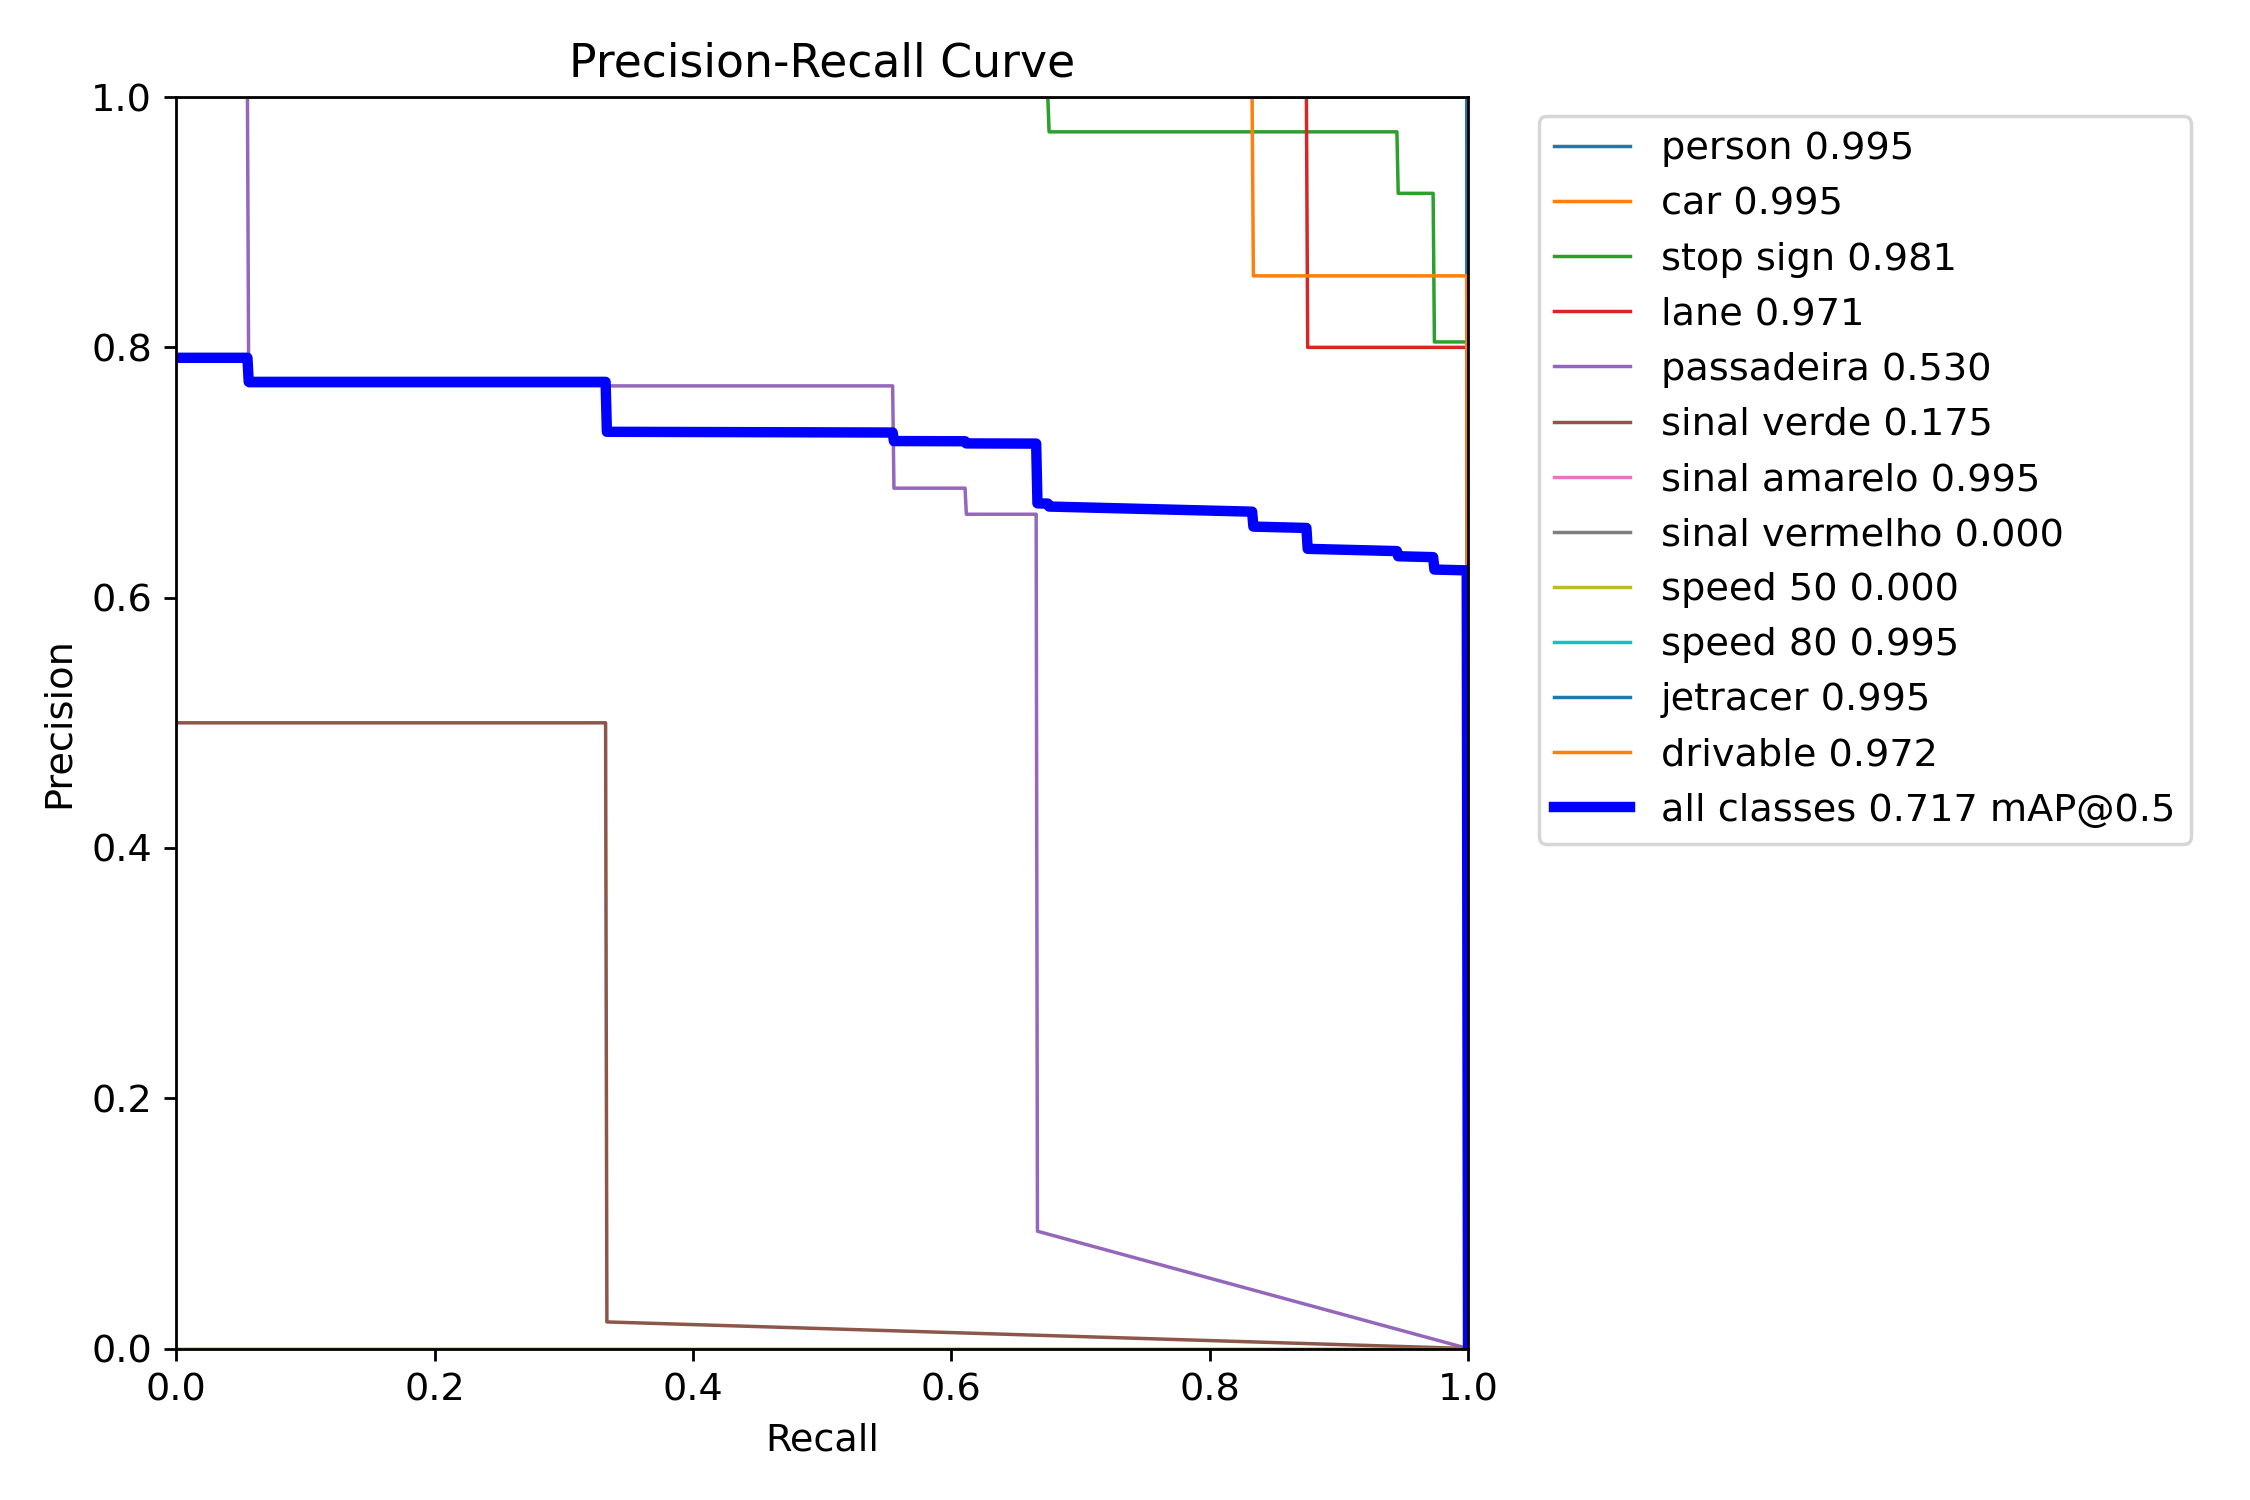 Precision-Recall Curve
1.0
0.8
0.6
0.4
0.2
0.0
Precision
0.0 0.2 0.4 0.6 0.8 1.0
Recall
person 0.995
car 0.995
stop sign 0.981
lane 0.971
passadeira 0.530
sinal verde 0.175
sinal amarelo 0.995
sinal vermelho 0.000
speed 50 0.000
speed 80 0.995
jetracer 0.995
drivable 0.972
all classes 0.717 mAP@0.5